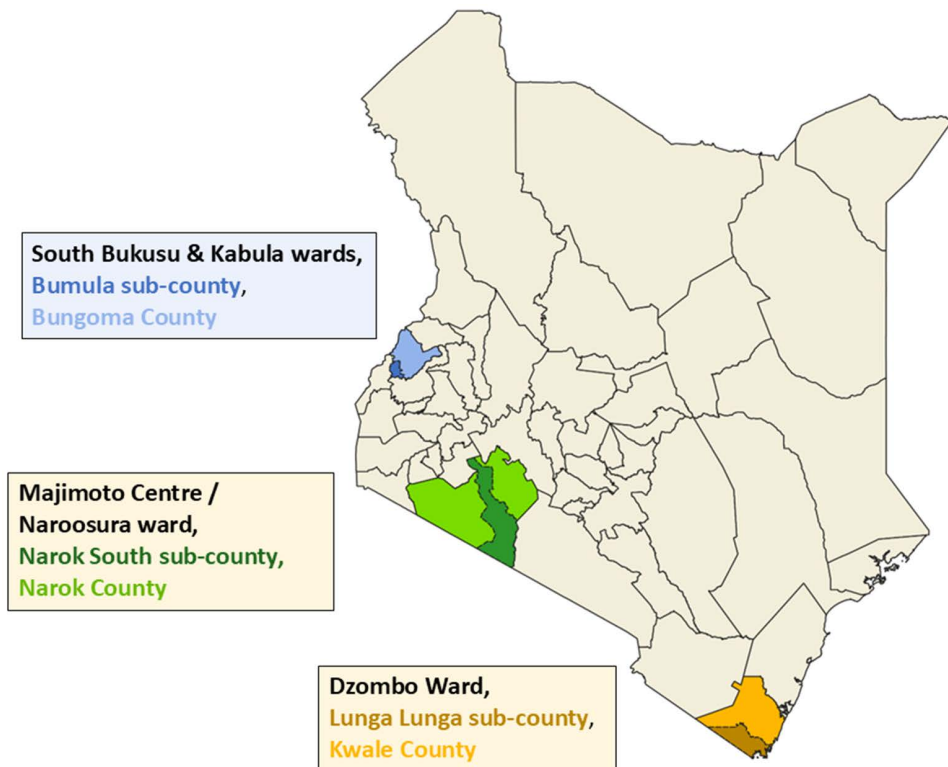 South Bukusu & Kabula wards,
Bumula sub-county,
Bungoma County
Majimoto Centre /
Naroosura ward,
Narok South sub-county,
Narok County
Dzombo Ward,
Lunga Lunga sub-county,
Kwale County